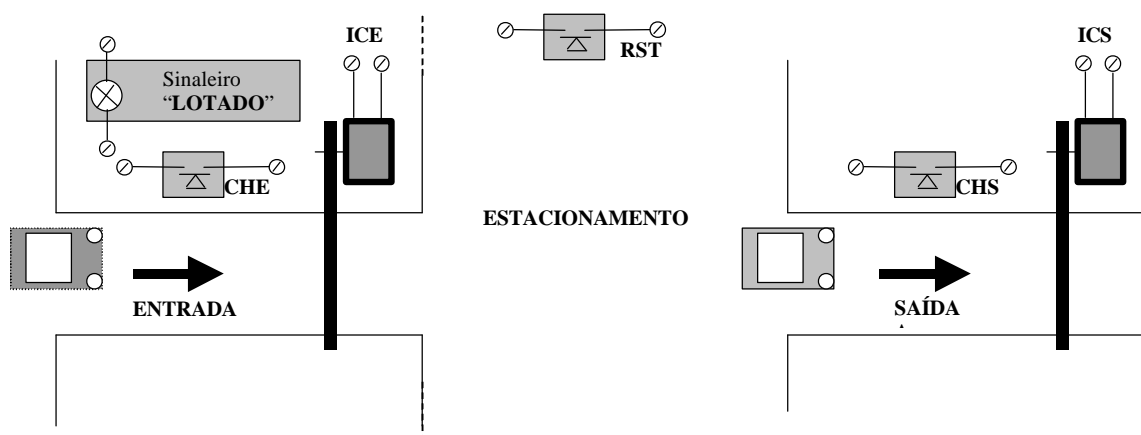 ICE
RST
ICS
Sinaleiro
“LOTADO”
CHE
CHS
ESTACIONAMENTO
ENTRADA
SAÍDA